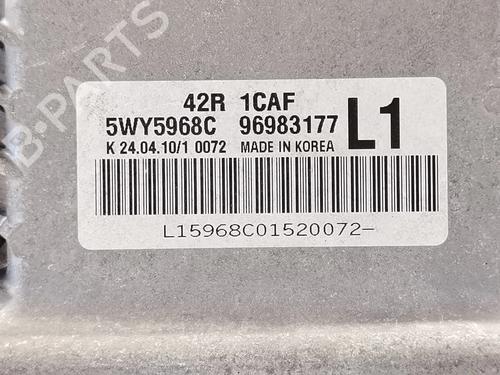 B-PARTS
42R 1CAF
5WY5968C 96983177 L1
K 24.04.10/1 0072 MADE IN KOREA
L15968C01520072-